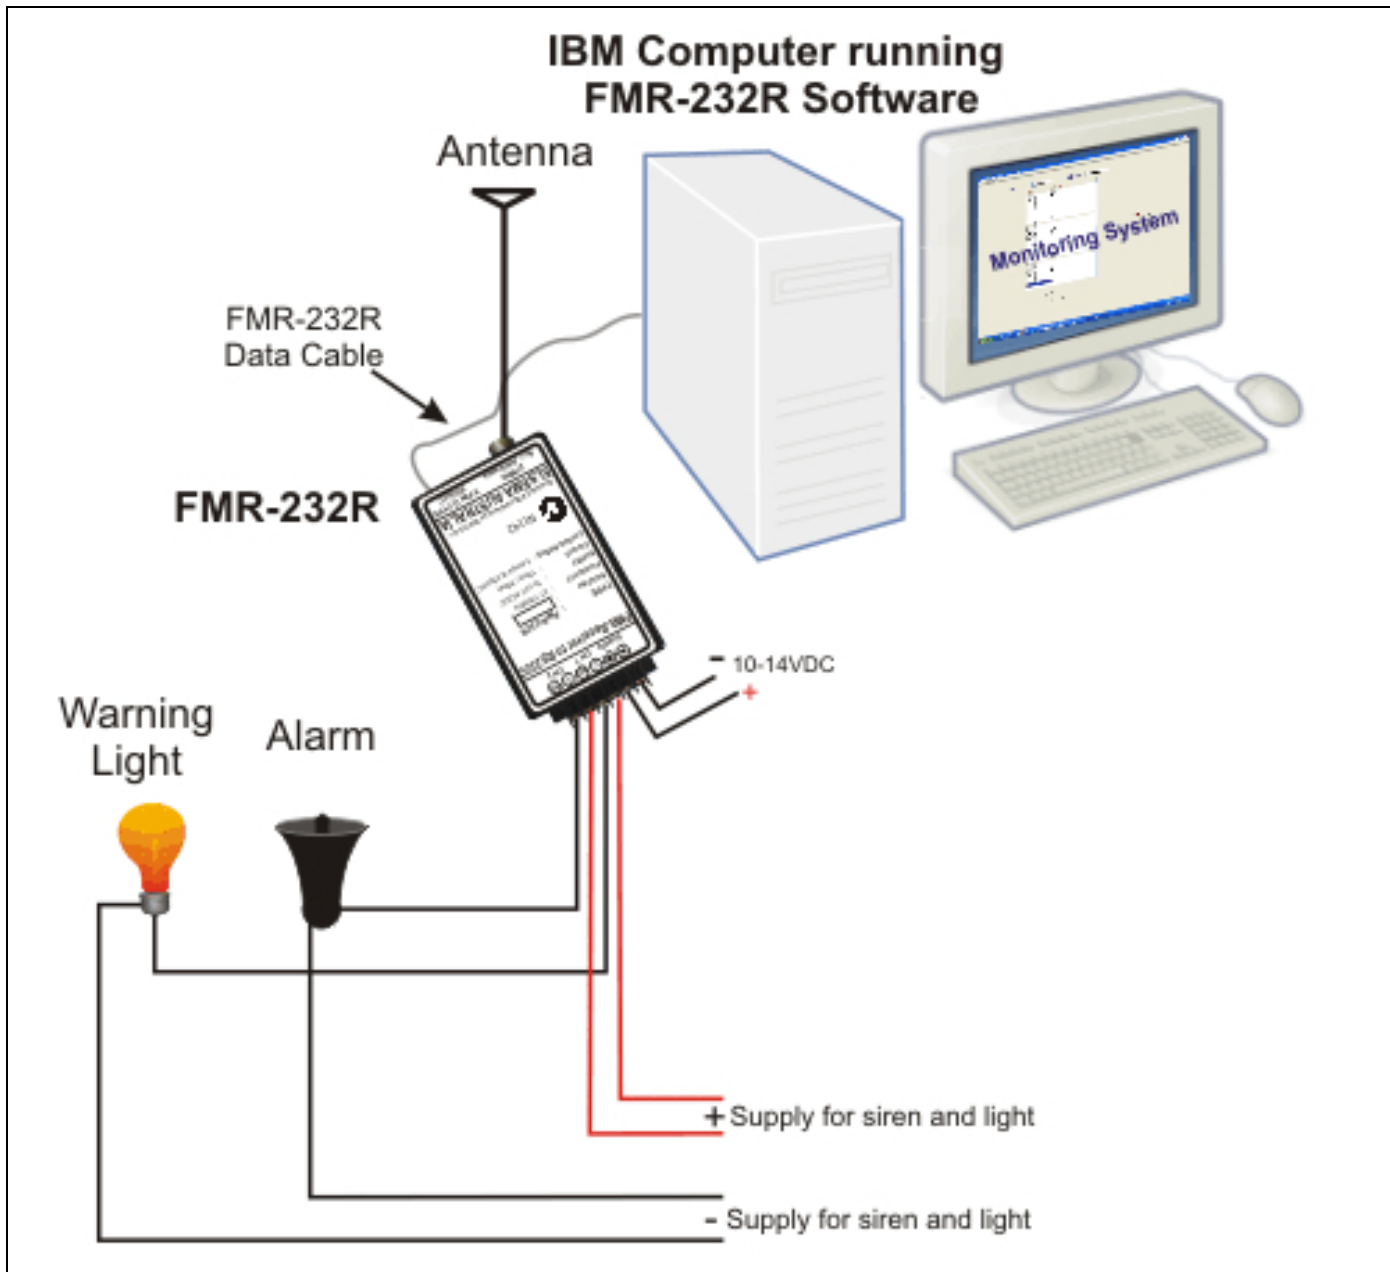 IBM Computer running
FMR-232R Software
Antenna
Monitoring System
FMR-232R
Data Cable
FMR-232R
- 10-14VDC
+
Warning
Light
Alarm
+ Supply for siren and light
- Supply for siren and light